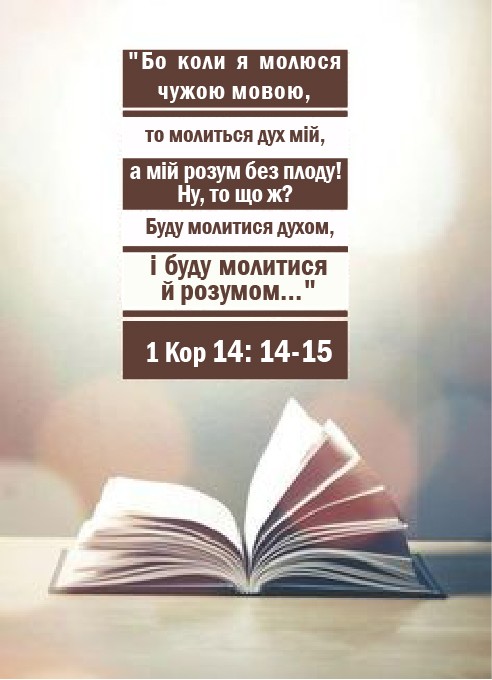 "Бо коли я молюся
чужою мовою,
то молиться дух мій,
а мій розум без плоду!
Ну, то що ж?
Буду молитися духом,
і буду молитися
й розумом..."
1 Кор 14: 14-15